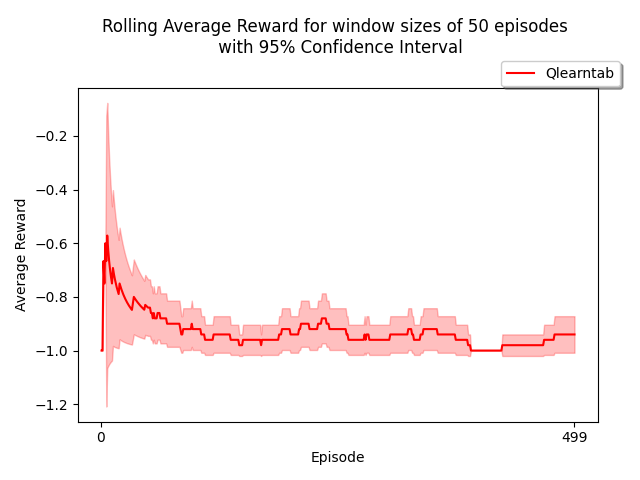 Rolling Average Reward for window sizes of 50 episodes
with 95% Confidence Interval
Qlearntab
Average Reward
−0.2
−0.4
−0.6
−0.8
−1.0
−1.2
0
499
Episode